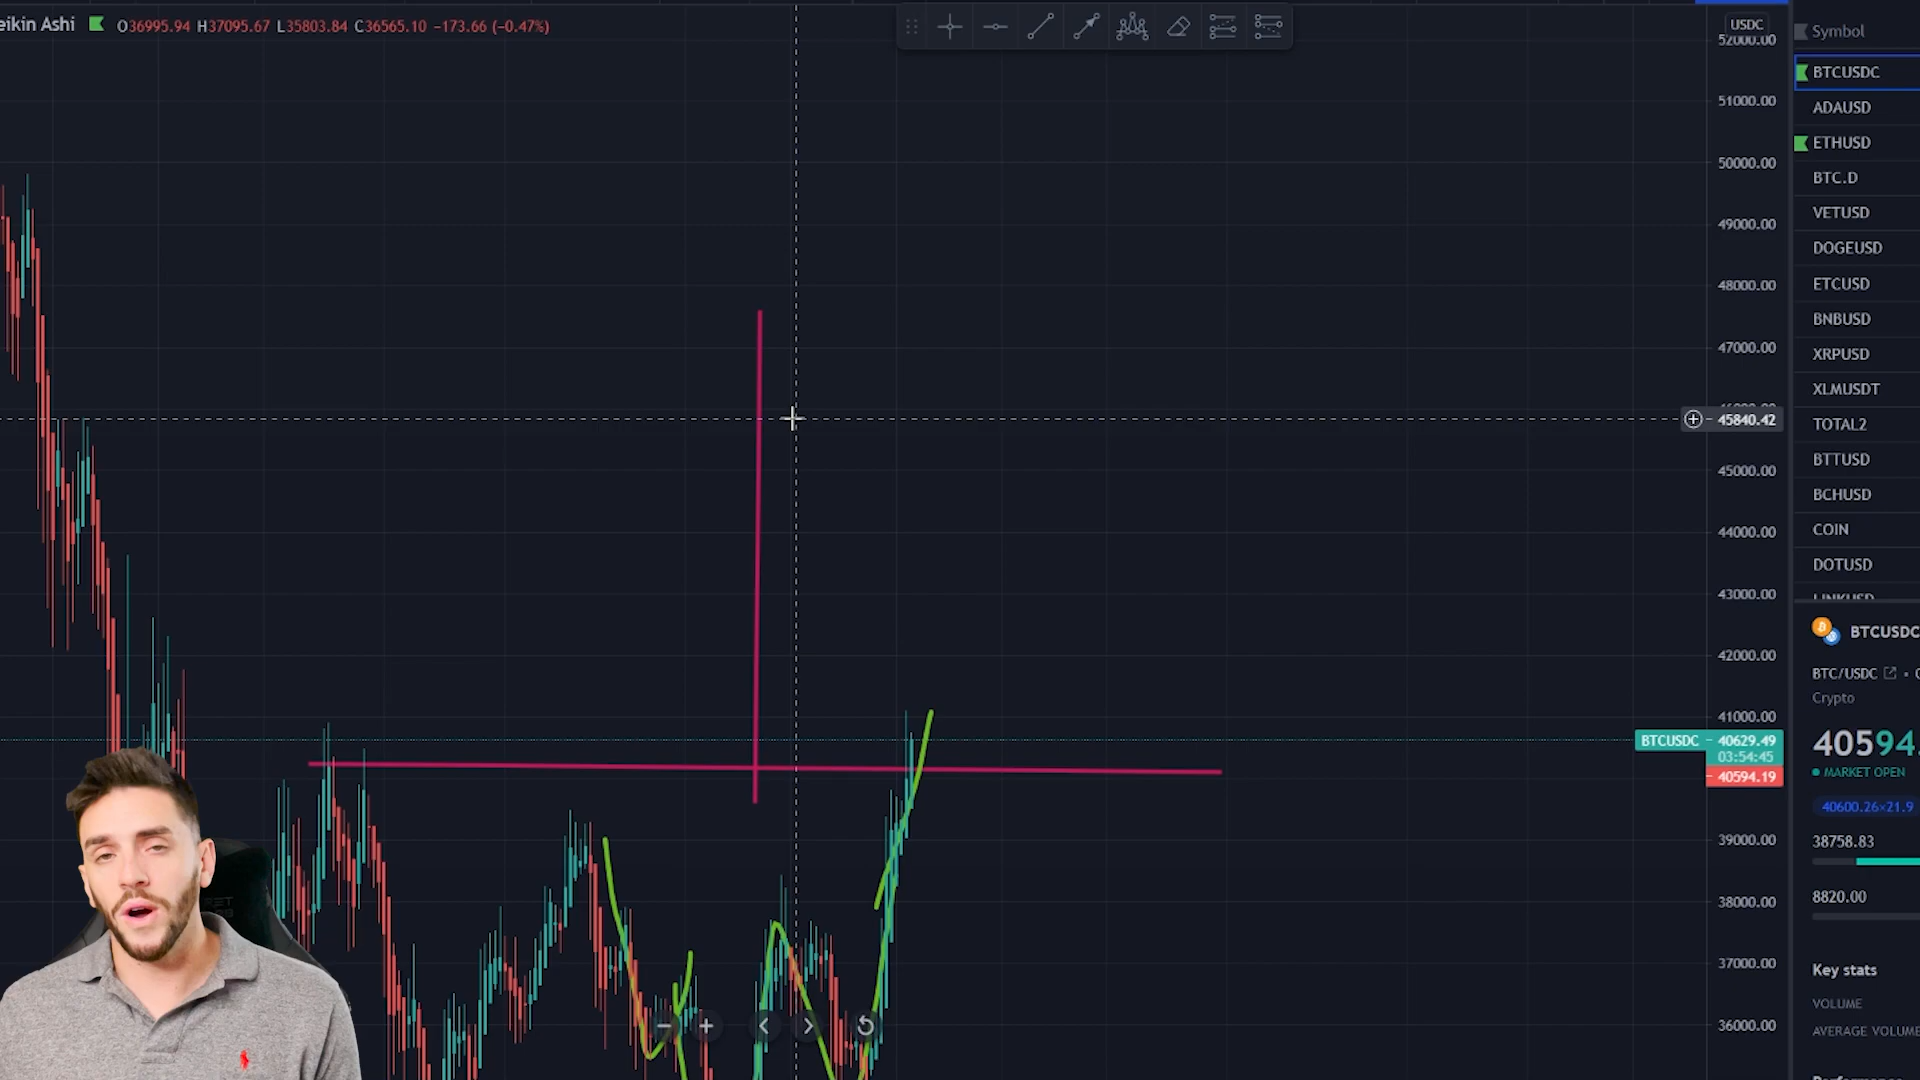 eikin Ashi O36995.94 H37095.67 L35803.84 C36565.10 -173.66 (-0.47%)
USDC
52000.00
51000.00
50000.00
49000.00
48000.00
47000.00
45840.42
45000.00
44000.00
43000.00
42000.00
41000.00
BTCUSDC 40629.49
03:54:45
40594.19
39000.00
38000.00
37000.00
36000.00
Symbol
BTCUSDC
ADAUSD
ETHUSD
BTC.D
VETUSD
DOGEUSD
ETCUSD
BNBUSD
XRPUSD
XLMUSDT
TOTAL2
BTTUSD
BCHUSD
COIN
DOTUSD
LINKUSD
BTCUSDC
BTC/USDC
Crypto
40594.
MARKET OPEN
40600.26×21.9
38758.83
8820.00
Key stats
VOLUME
AVERAGE VOLUME